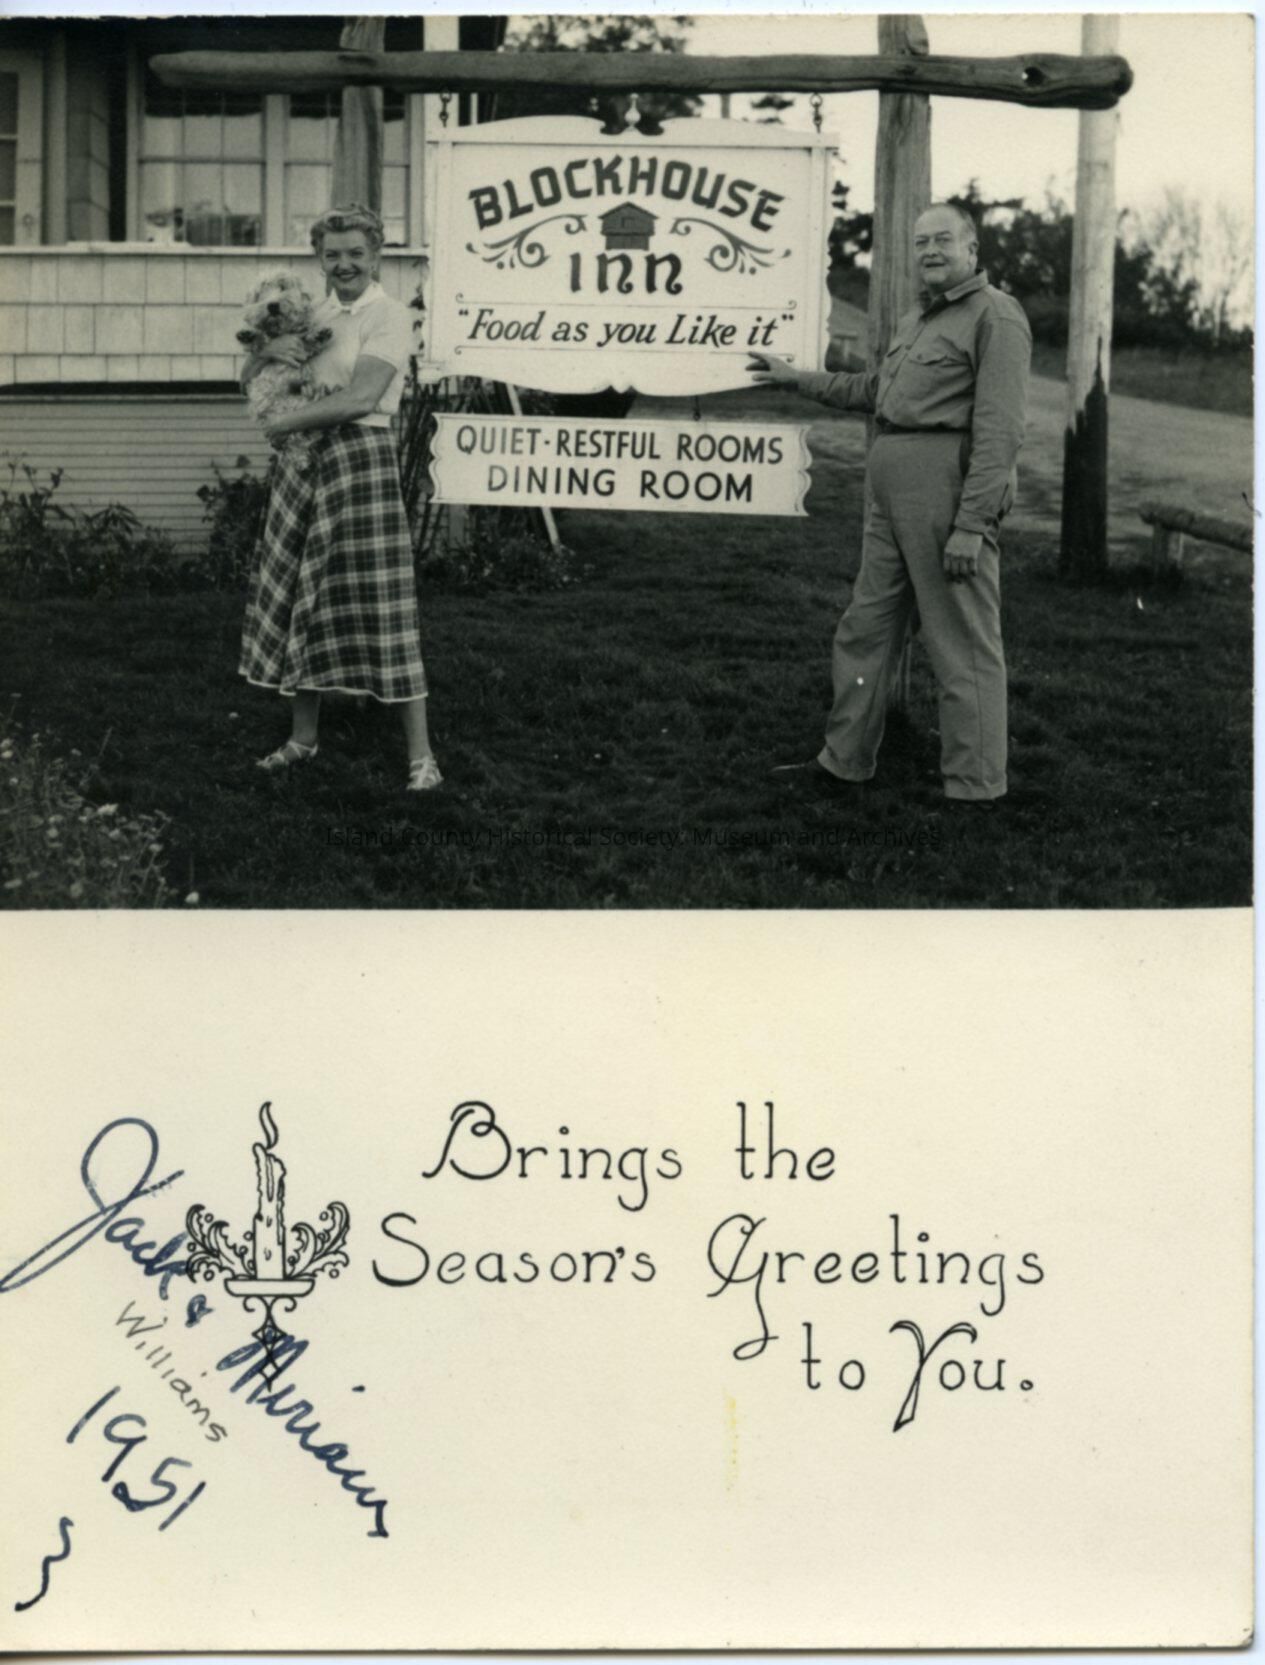 BLOCKHOUSE
INN
"Food as you Like it"
QUIET-RESTFUL ROOMS
DINING ROOM
Island County Historical Society: Museum and Archives
Brings the
Season's Greetings
to You.
Jack & Miriam
Williams
1951